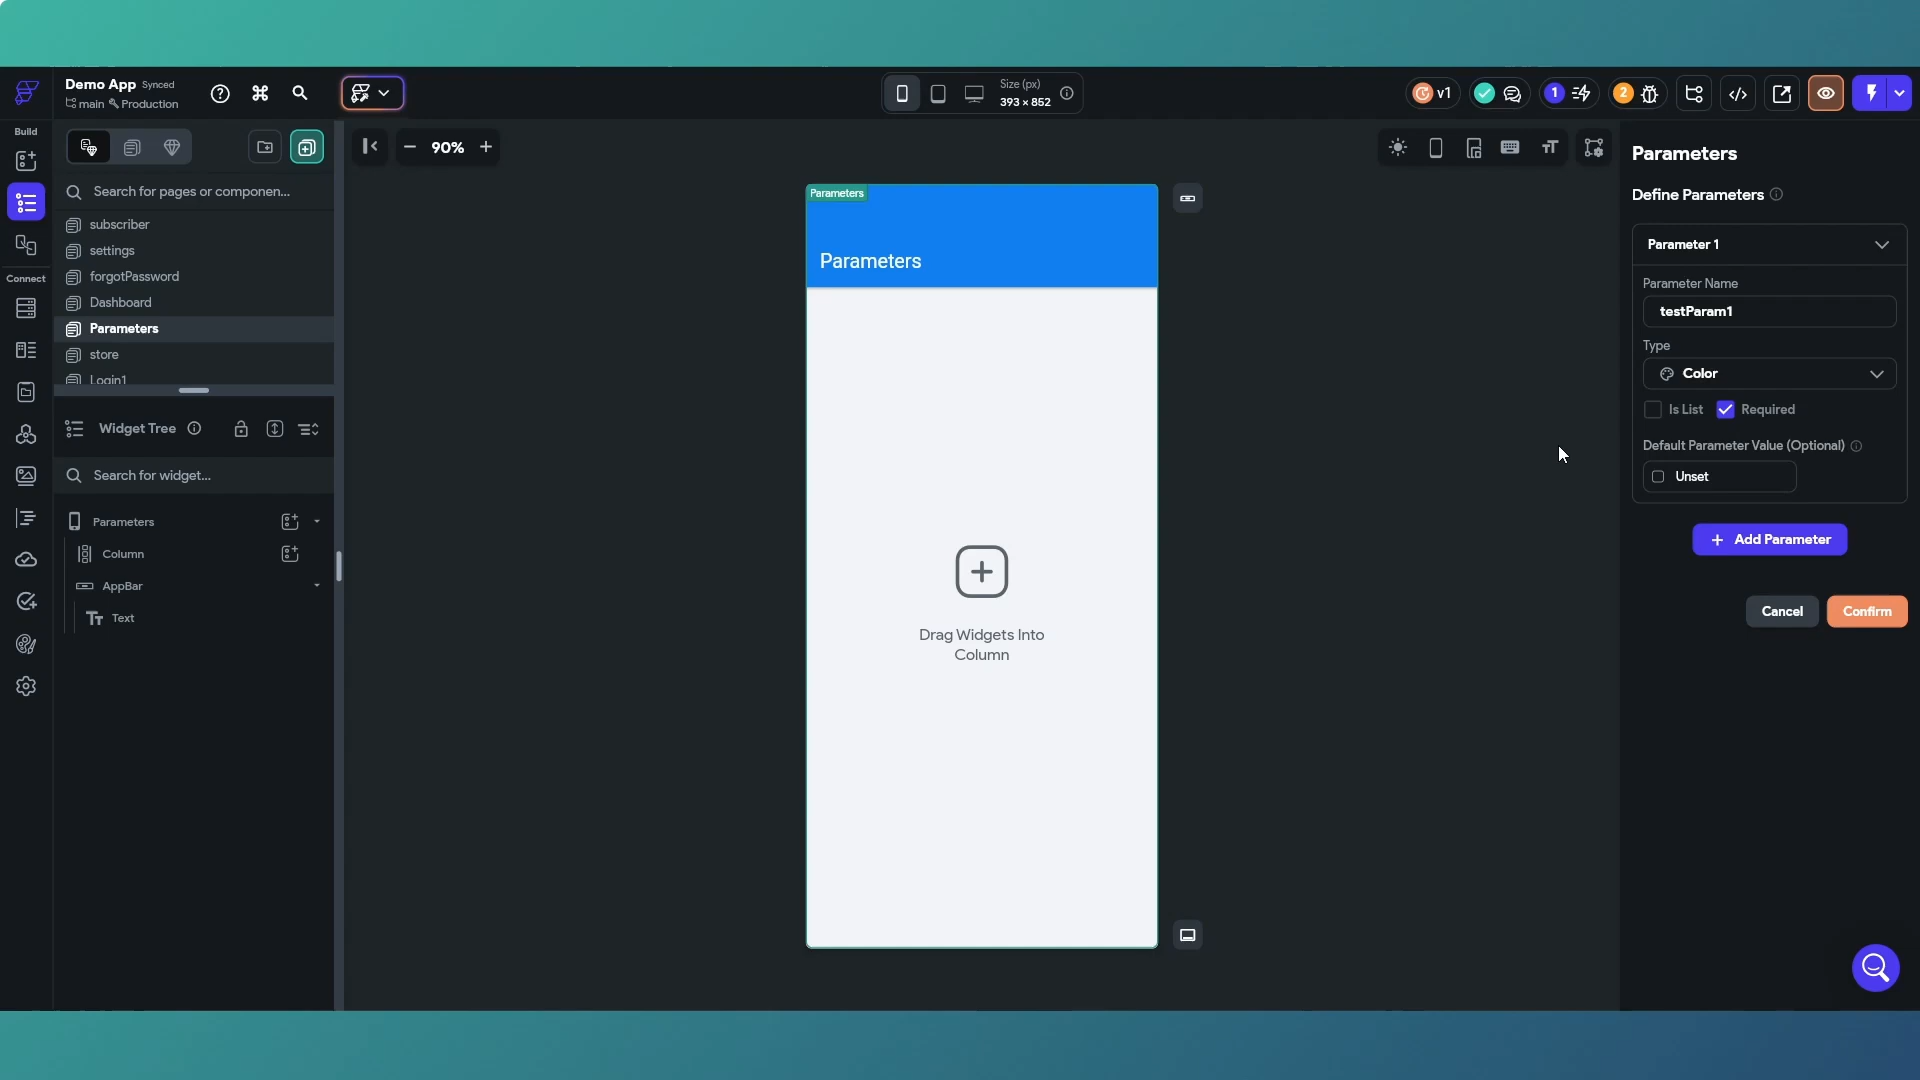 Demo App Synced
main Production
Size (px)
393 × 852
v1
1
2
Build
Search for pages or componen...
90%
subscriber
settings
forgotPassword
Dashboard
Parameters
store
Login1
Connect
Widget Tree
Search for widget...
Parameters
Column
AppBar
Text
Parameters
Parameters
Drag Widgets Into
Column
Parameters
Define Parameters
Parameter 1
Parameter Name
testParam1
Type
Color
Is List Required
Default Parameter Value (Optional)
Unset
+ Add Parameter
Cancel Confirm